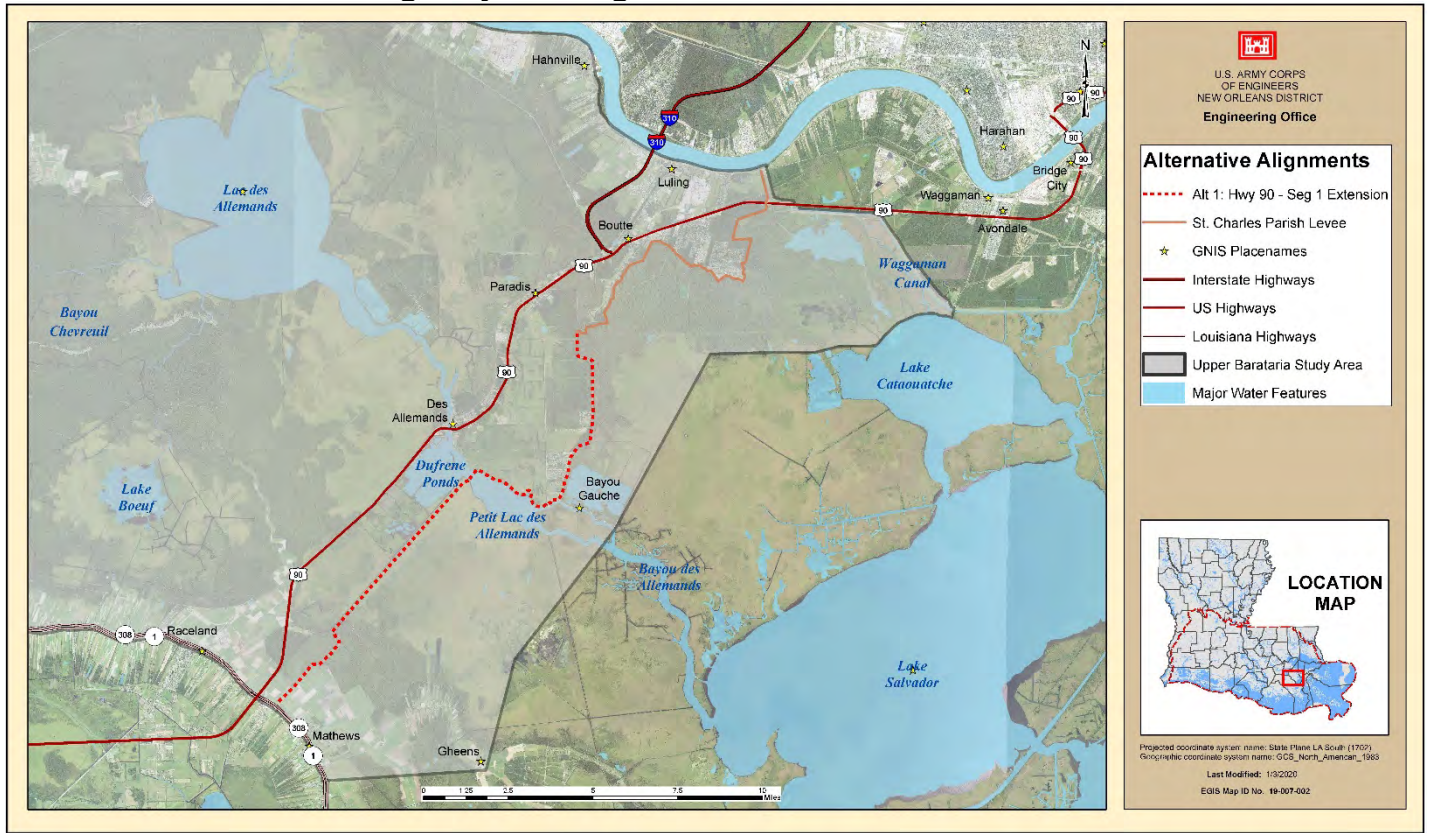 Hahnville
N
310
310
90
90
90
90
Harahan
Bridge
City
Luling
Waggaman
Avondale
90
Lac des
Allemands
Boutte
90
Waggaman
Canal
Paradis
Bayou
Chevreuil
90
Lake
Cataouatche
Des
Allemands
Dufrene
Ponds
Lake
Boeuf
Bayou
Gauche
Petit Lac des
Allemands
Bayou des
Allemands
90
308
1
Raceland
Lake
Salvador
308
Mathews
1
Gheens
0 1.25 2.5 5 7.5 10
Miles
U.S. ARMY CORPS
OF ENGINEERS
NEW ORLEANS DISTRICT
Engineering Office
Alternative Alignments
Alt 1: Hwy 90 - Seg 1 Extension
St. Charles Parish Levee
GNIS Placenames
Interstate Highways
US Highways
Louisiana Highways
Upper Barataria Study Area
Major Water Features
LOCATION
MAP
Projected coordinate system name: State Plane LA South (1702)
Geographic coordinate system name: GCS_North_American_1983
Last Modified: 1/3/2020
EGIS Map ID No. 19-007-002